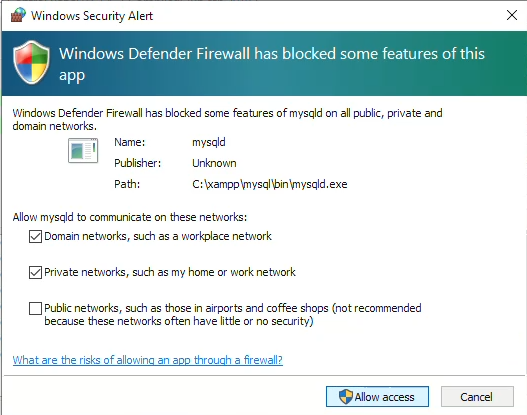 Windows Security Alert
Windows Defender Firewall has blocked some features of this
app
Windows Defender Firewall has blocked some features of mysqld on all public, private and
domain networks.
Name: mysqld
Publisher: Unknown
Path: C:\xampp\mysql\bin\mysqld.exe
Allow mysqld to communicate on these networks:
Domain networks, such as a workplace network
Private networks, such as my home or work network
Public networks, such as those in airports and coffee shops (not recommended
because these networks often have little or no security)
What are the risks of allowing an app through a firewall?
Allow access Cancel